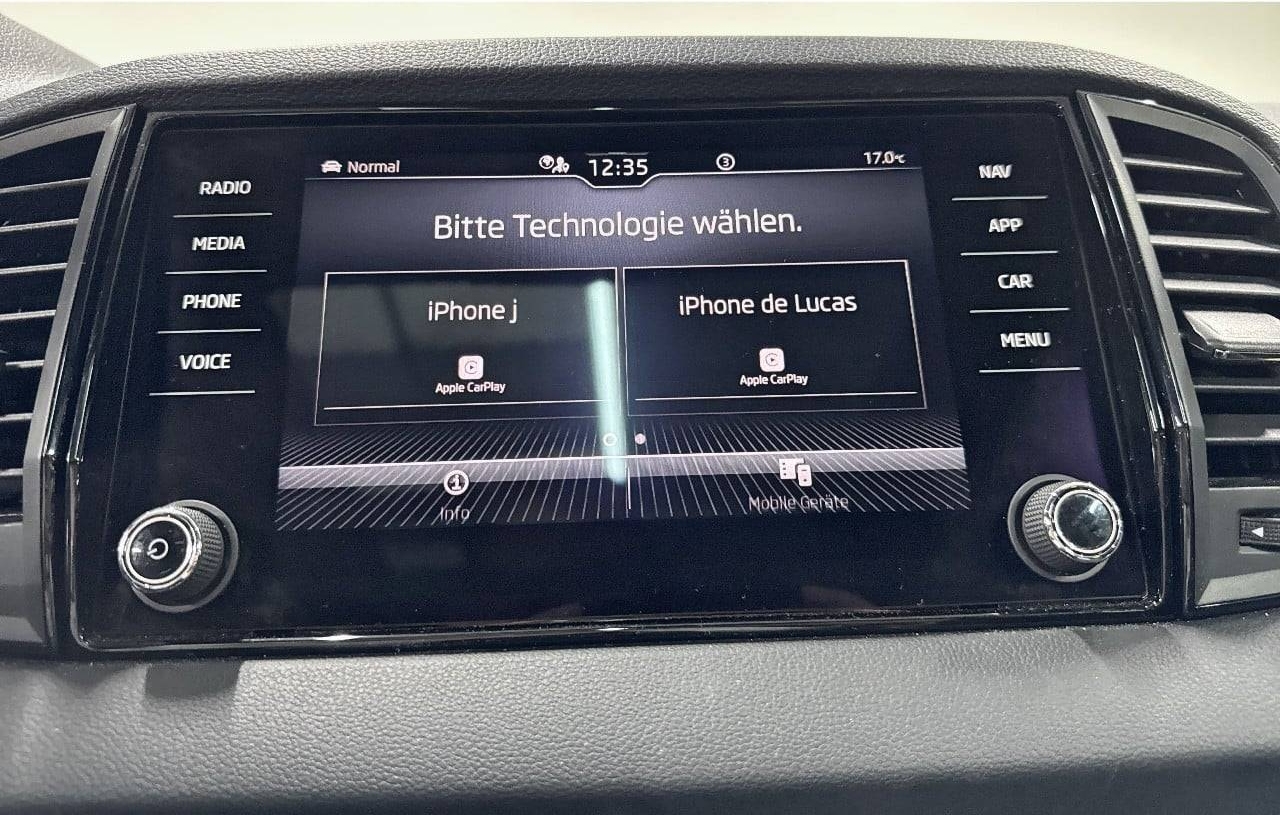 RADIO
MEDIA
PHONE
VOICE
Normal
12:35
3
17.0°C
Bitte Technologie wählen.
iPhone j
Apple CarPlay
iPhone de Lucas
Apple CarPlay
Info
Mobile Geräte
NAV
APP
CAR
MENU